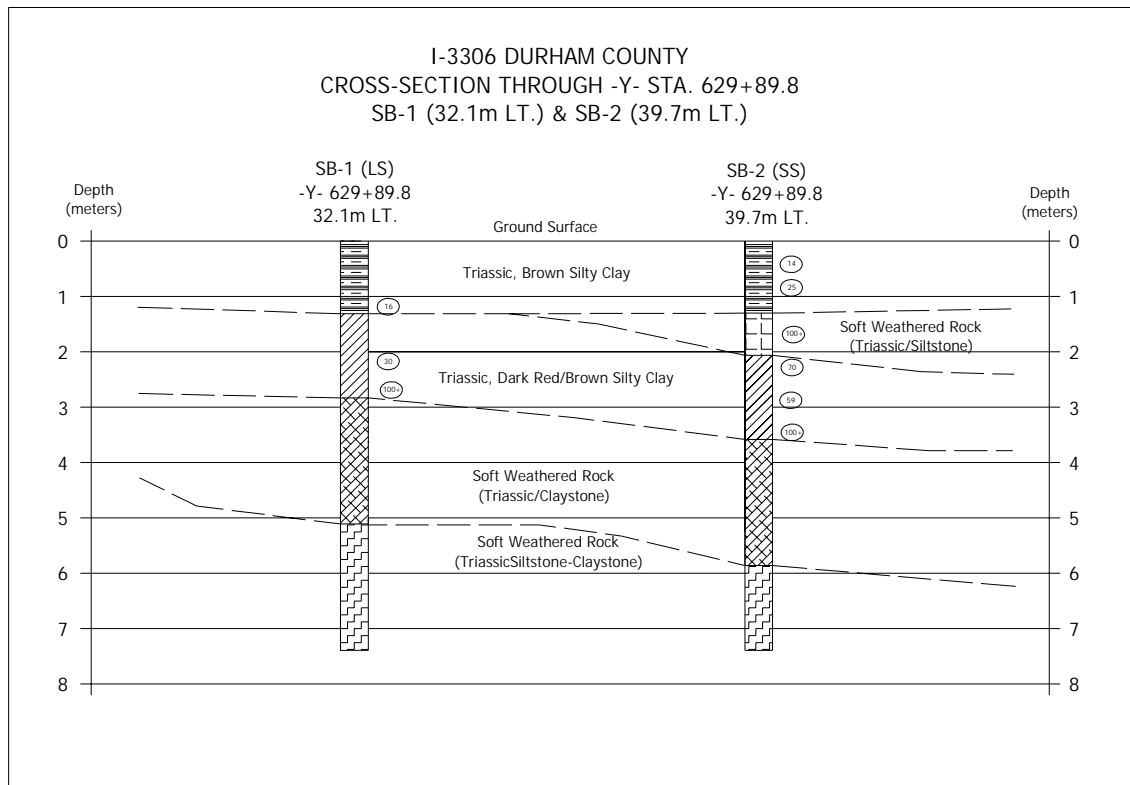 I-3306 DURHAM COUNTY
CROSS-SECTION THROUGH -Y- STA. 629+89.8
SB-1 (32.1m LT.) & SB-2 (39.7m LT.)
SB-1 (LS)
-Y- 629+89.8
32.1m LT.
SB-2 (SS)
-Y- 629+89.8
39.7m LT.
Depth
(meters)
Depth
(meters)
Ground Surface
0
0
Triassic, Brown Silty Clay
14
25
1
1
16
100+
Soft Weathered Rock
(Triassic/Siltstone)
2
2
30
70
Triassic, Dark Red/Brown Silty Clay
100+
59
3
3
100+
4
4
Soft Weathered Rock
(Triassic/Claystone)
5
5
Soft Weathered Rock
(TriassicSiltstone-Claystone)
6
6
7
7
8
8